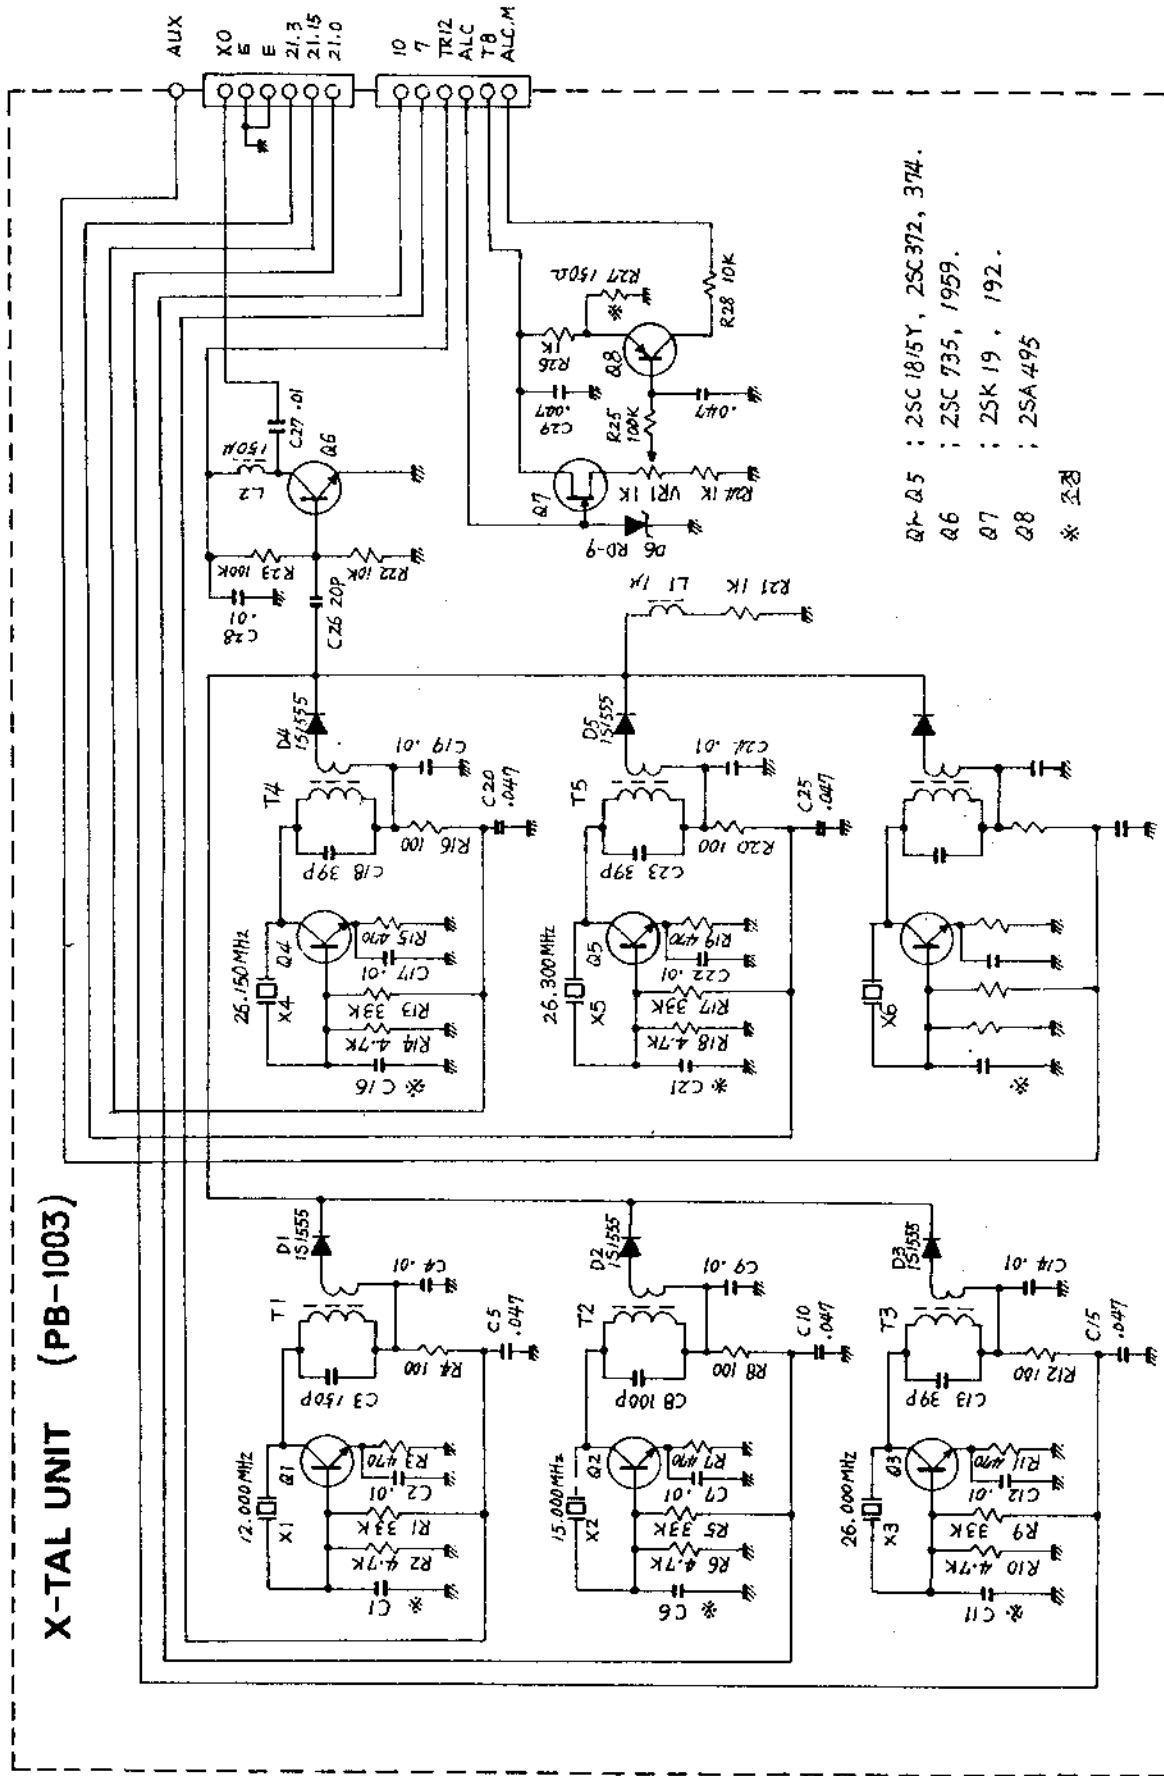 X-TAL UNIT (PB-1003)
AUX
XO
E
E
21.3
21.15
21.0
10
7
TR12
ALC
T8
ALC.M
12.000MHz
X1
Q1
C1
※
R2 4.7K
R1 33K
C2 .01
R3 470
C3 150P
T1
R4 100
C4 .01
C5 .047
D1
1S1555
15.000MHz
X2
Q2
C6
※
R6 4.7K
R5 33K
C7 .01
R7 470
C8 100P
T2
R8 100
C9 .01
C10 .047
D2
1S1555
26.000MHz
X3
Q3
C11
※
R10 4.7K
R9 33K
C12 .01
R11 470
C13 39P
T3
R12 100
C14 .01
C15 .047
D3
1S1555
26.150MHz
X4
Q4
C16
※
R14 4.7K
R13 33K
C17 .01
R15 470
C18 39P
T4
R16 100
C19 .01
C20 .047
D4
1S1555
26.300MHz
X5
Q5
C21
※
R18 4.7K
R17 33K
C22 .01
R19 470
C23 39P
T5
R20 100
C24 .01
C25 .047
D5
1S1555
X6
※
C28 .01
R23 100K
R22 10K
C26 20P
L2 150μ
C27 .01
Q6
L1 1μ
R21 1K
Q7
D6
RD-9
VR1 1K
R24 1K
R25 100K
.047
C29 .047
R26 1K
R27 150Ω
※
Q8
R28 10K
Q1~Q5 ; 2SC1815Y, 2SC372, 374.
Q6 ; 2SC735, 1959.
Q7 ; 2SK19, 192.
Q8 ; 2SA495
※ 조정